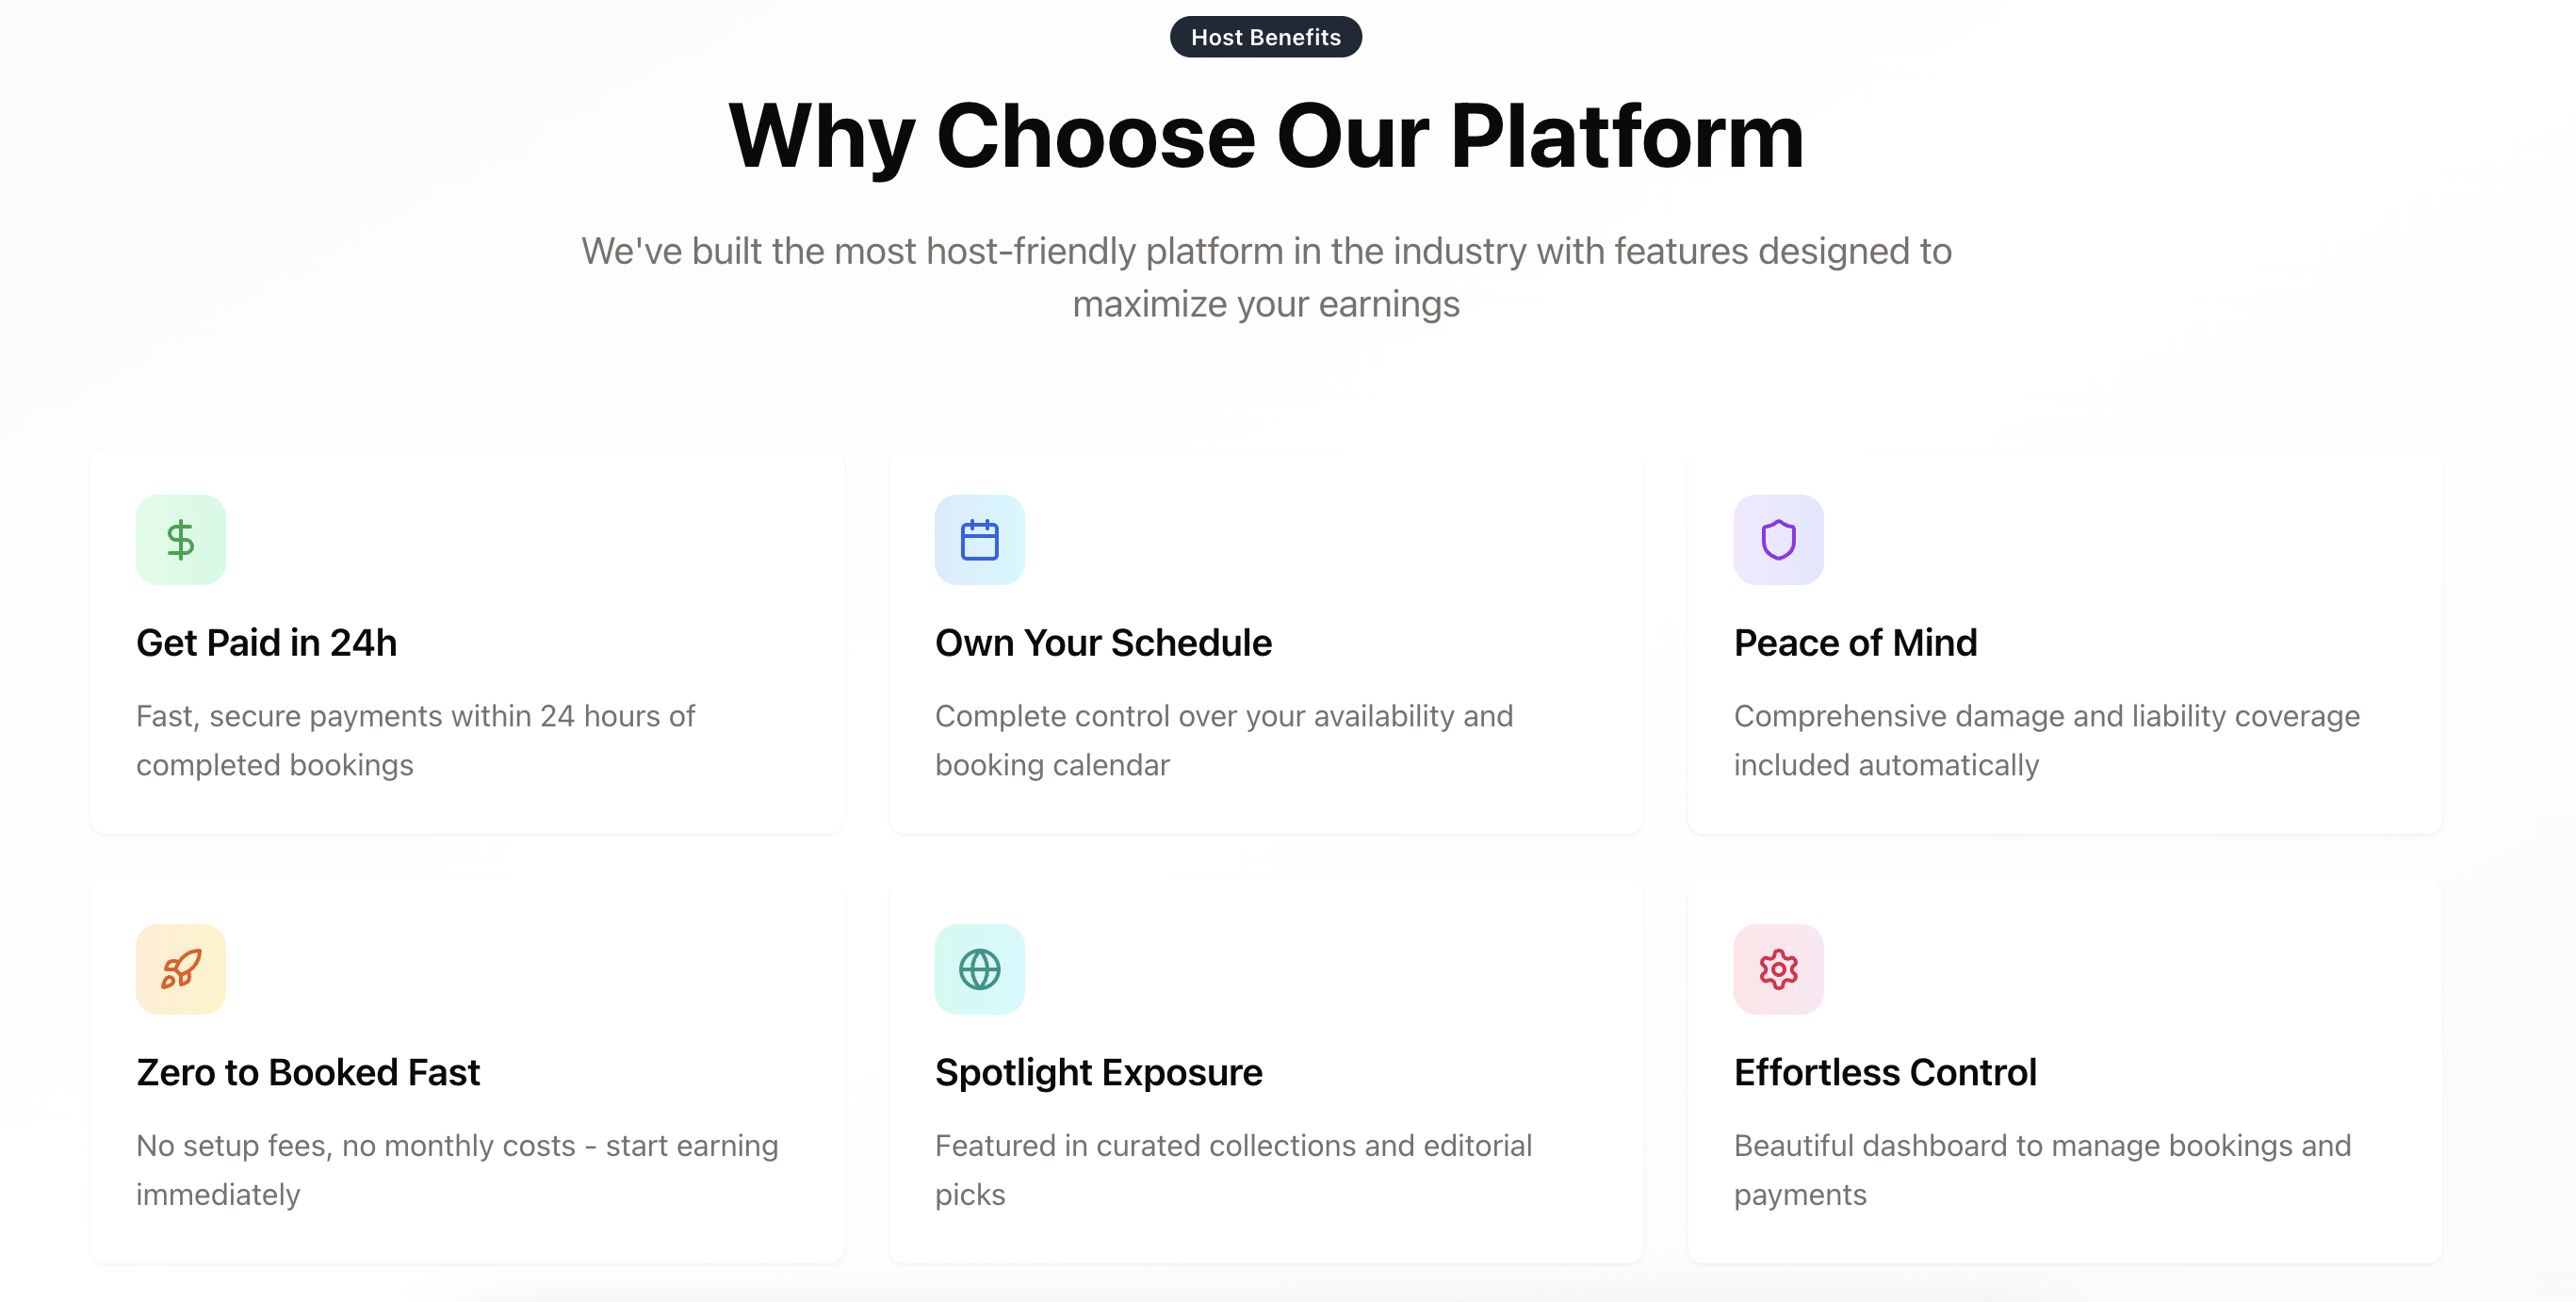 Host Benefits
Why Choose Our Platform
We've built the most host-friendly platform in the industry with features designed to
maximize your earnings
Get Paid in 24h
Fast, secure payments within 24 hours of
completed bookings
Own Your Schedule
Complete control over your availability and
booking calendar
Peace of Mind
Comprehensive damage and liability coverage
included automatically
Zero to Booked Fast
No setup fees, no monthly costs - start earning
immediately
Spotlight Exposure
Featured in curated collections and editorial
picks
Effortless Control
Beautiful dashboard to manage bookings and
payments